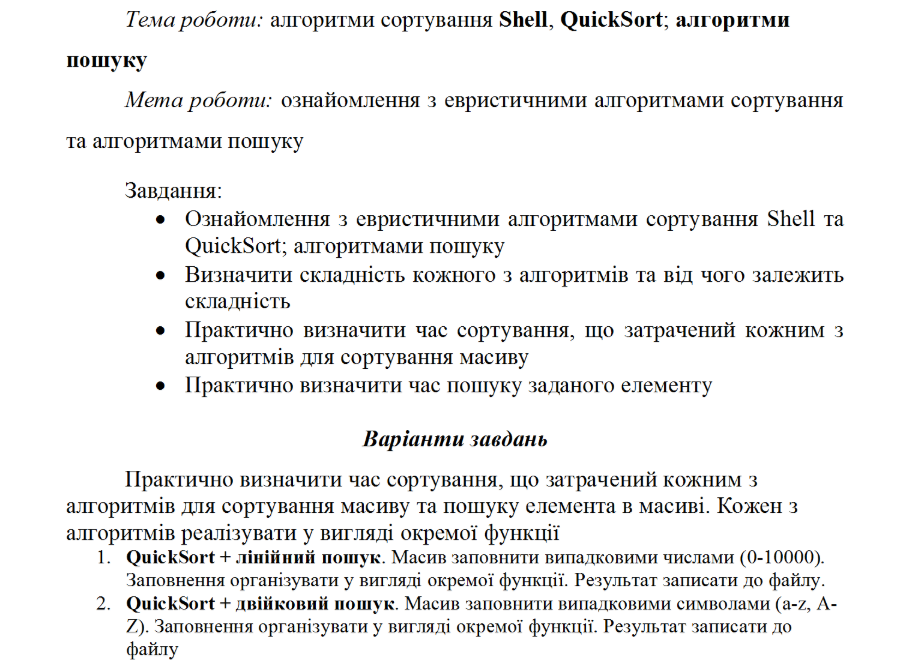 Тема роботи: алгоритми сортування Shell, QuickSort; алгоритми
пошуку
Мета роботи: ознайомлення з евристичними алгоритмами сортування
та алгоритмами пошуку
Завдання:
• Ознайомлення з евристичними алгоритмами сортування Shell та
QuickSort; алгоритмами пошуку
• Визначити складність кожного з алгоритмів та від чого залежить
складність
• Практично визначити час сортування, що затрачений кожним з
алгоритмів для сортування масиву
• Практично визначити час пошуку заданого елементу
Варіанти завдань
Практично визначити час сортування, що затрачений кожним з
алгоритмів для сортування масиву та пошуку елемента в масиві. Кожен з
алгоритмів реалізувати у вигляді окремої функції
1. QuickSort + лінійний пошук. Масив заповнити випадковими числами (0-10000).
Заповнення організувати у вигляді окремої функції. Результат записати до файлу.
2. QuickSort + двійковий пошук. Масив заповнити випадковими символами (a-z, A-
Z). Заповнення організувати у вигляді окремої функції. Результат записати до
файлу